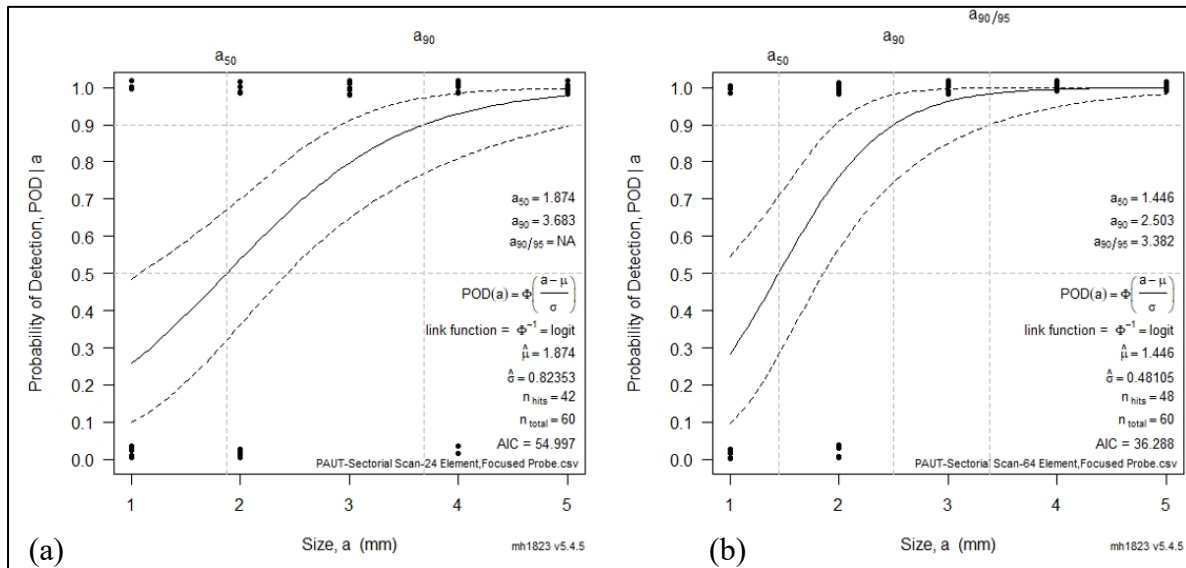 a50
a90
Probability of Detection, POD | a
1.0
0.9
0.8
0.7
0.6
0.5
0.4
0.3
0.2
0.1
0.0
a50 = 1.874
a90 = 3.683
a90/95 = NA
POD(a) = Φ(a − μ / σ)
link function = Φ−1 = logit
μ̂ = 1.874
σ̂ = 0.82353
n hits = 42
n total = 60
AIC = 54.997
PAUT-Sectorial Scan-24 Element,Focused Probe.csv
1 2 3 4 5
(a)
Size, a (mm)
mh1823 v5.4.5
a90/95
a90
a50
Probability of Detection, POD | a
1.0
0.9
0.8
0.7
0.6
0.5
0.4
0.3
0.2
0.1
0.0
a50 = 1.446
a90 = 2.503
a90/95 = 3.382
POD(a) = Φ(a − μ / σ)
link function = Φ−1 = logit
μ̂ = 1.446
σ̂ = 0.48105
n hits = 48
n total = 60
AIC = 36.288
PAUT-Sectorial Scan-64 Element,Focused Probe.csv
1 2 3 4 5
(b)
Size, a (mm)
mh1823 v5.4.5